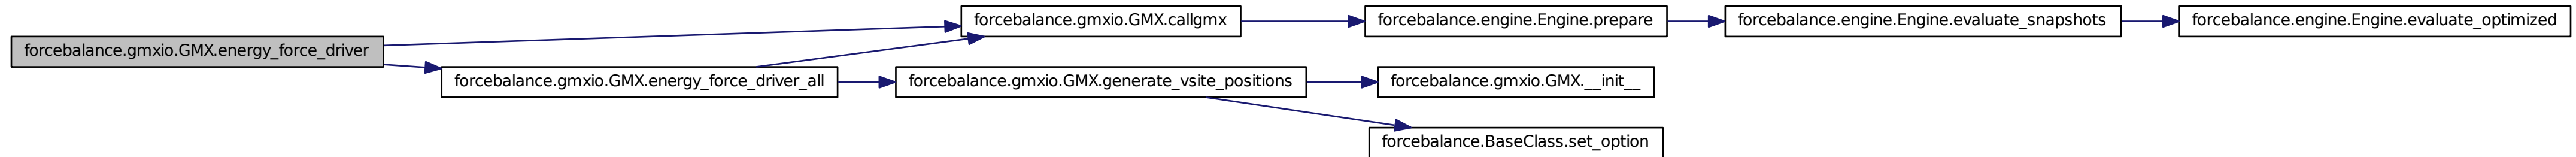 forcebalance.gmxio.GMX.energy_force_driver
forcebalance.gmxio.GMX.callgmx
forcebalance.engine.Engine.prepare
forcebalance.engine.Engine.evaluate_snapshots
forcebalance.engine.Engine.evaluate_optimized
forcebalance.gmxio.GMX.energy_force_driver_all
forcebalance.gmxio.GMX.generate_vsite_positions
forcebalance.gmxio.GMX.__init__
forcebalance.BaseClass.set_option